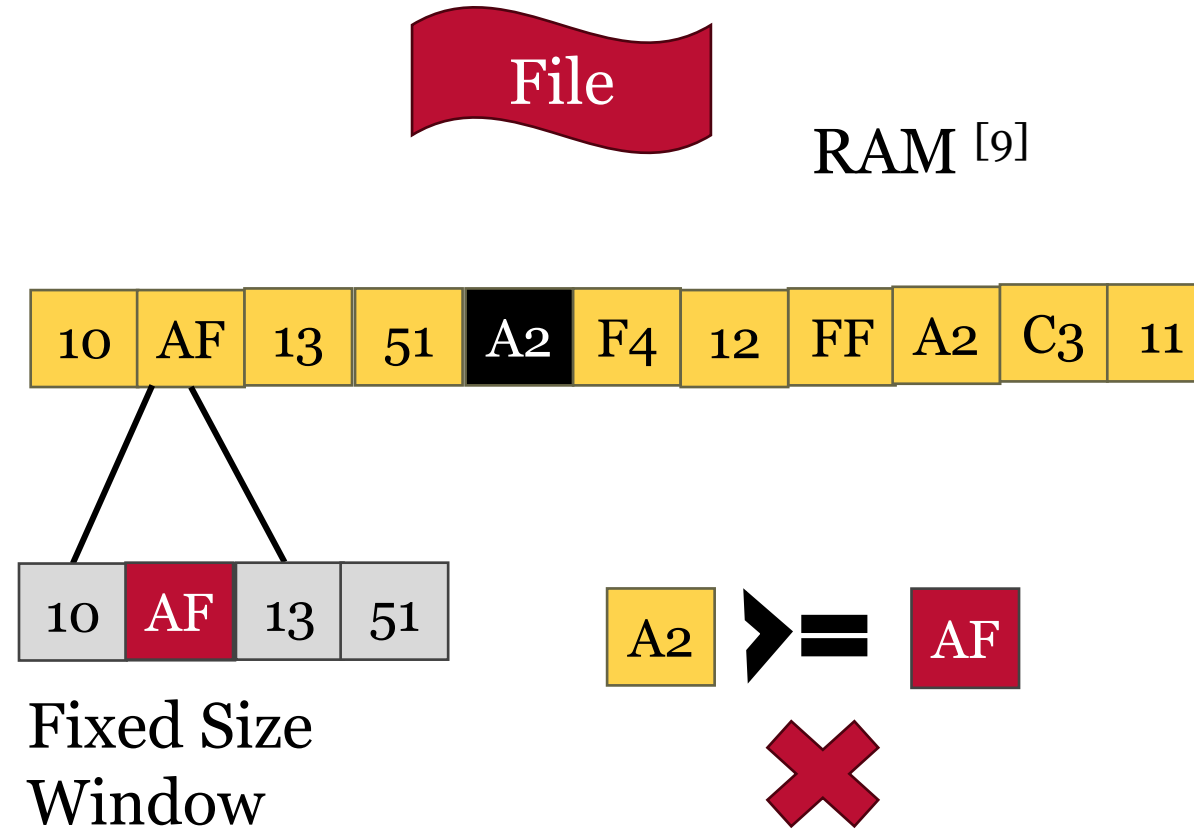 File
RAM [9]
10 AF 13 51 A2 F4 12 FF A2 C3 11
10 AF 13 51
A2 >= AF
Fixed Size
Window